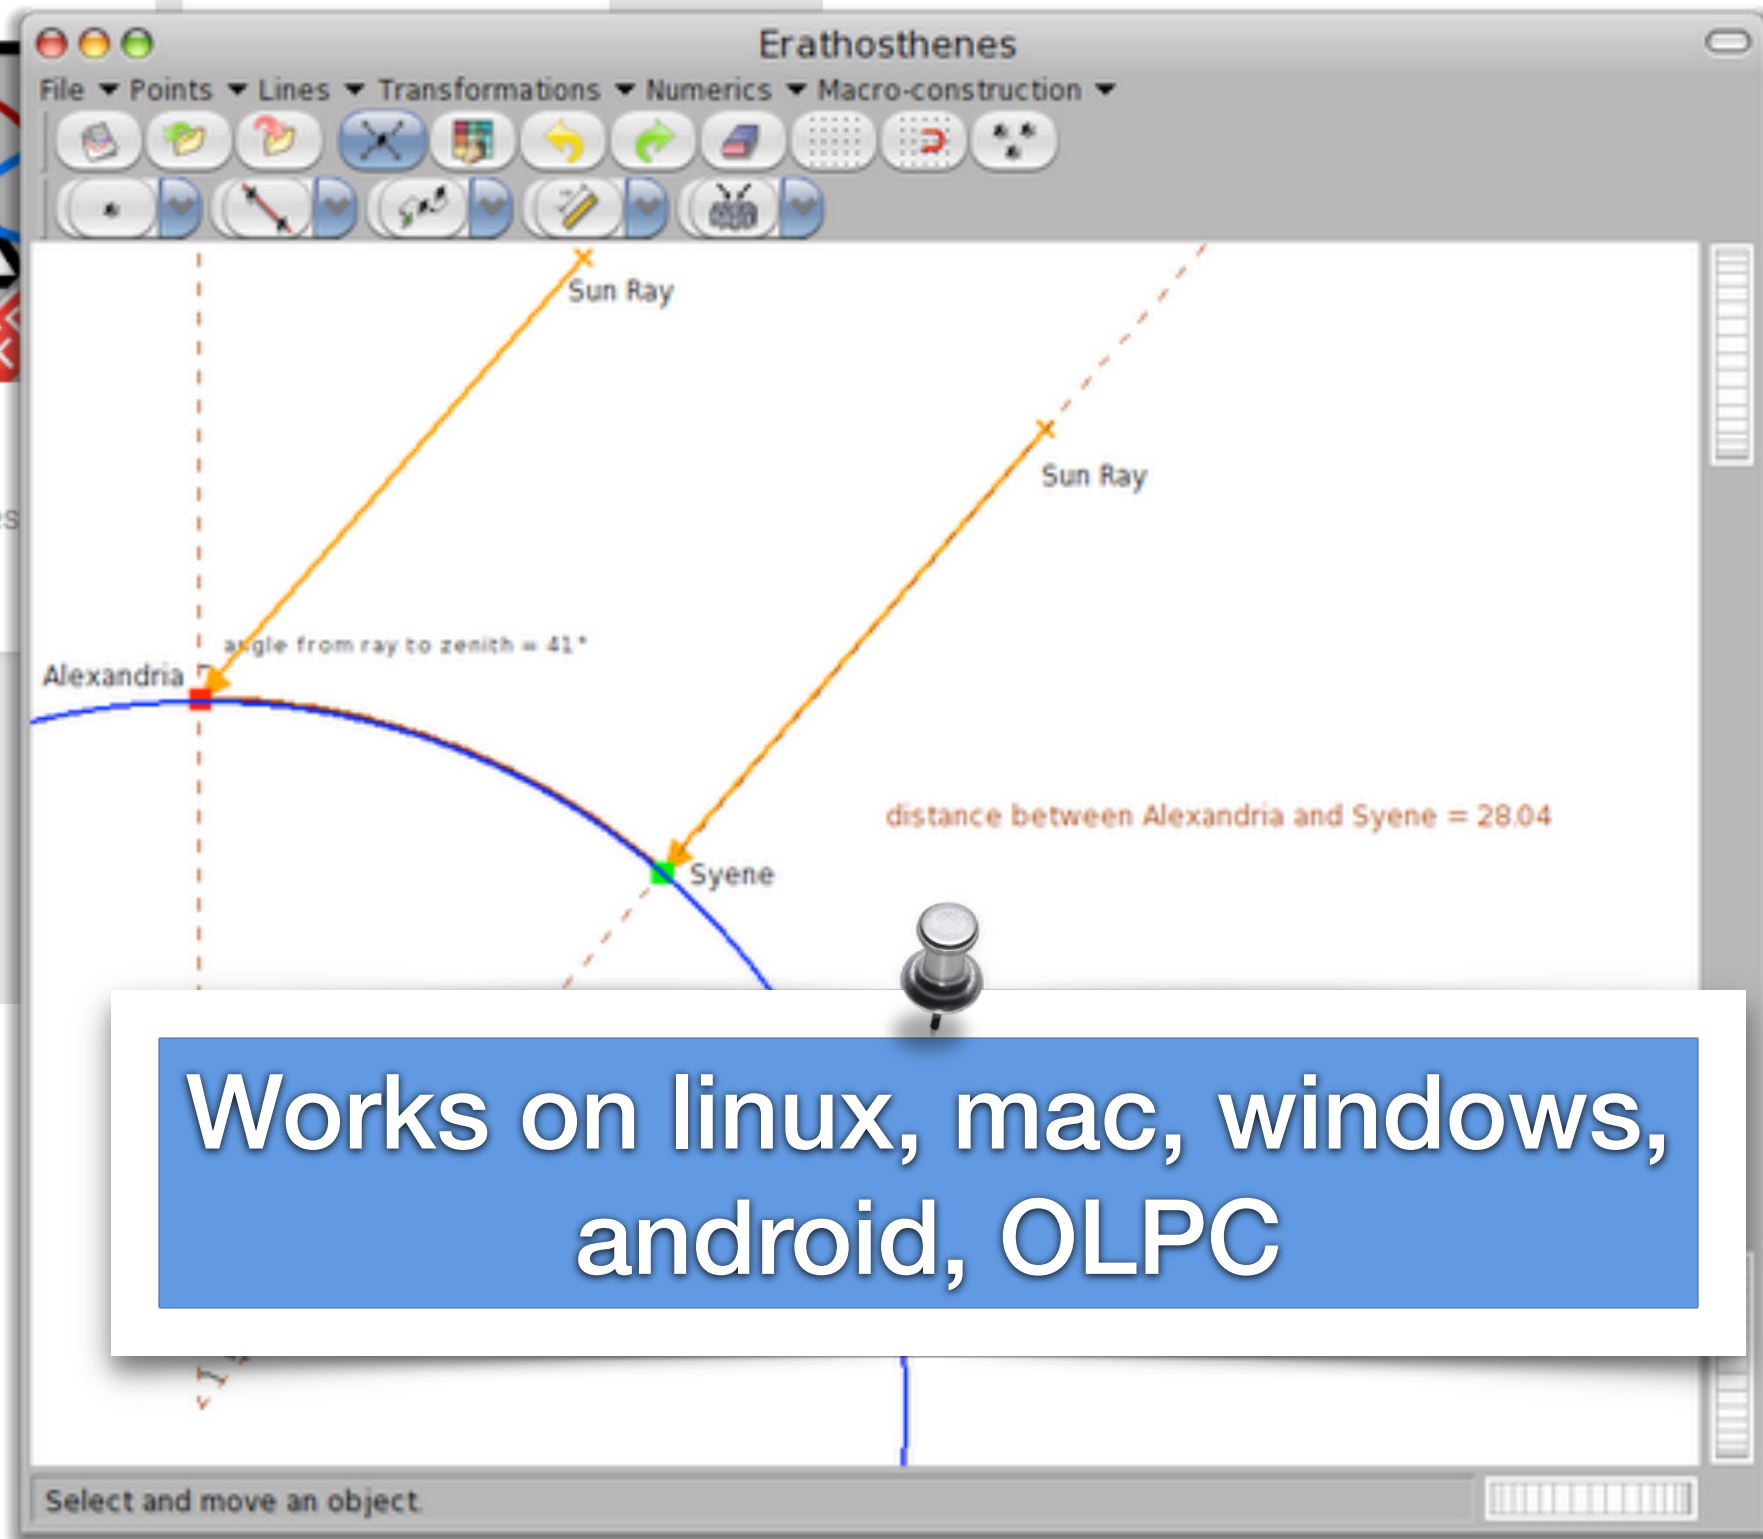 Erathosthenes
File Points Lines Transformations Numerics Macro-construction
Sun Ray
Sun Ray
angle from ray to zenith = 41°
Alexandria
distance between Alexandria and Syene = 28.04
Syene
Works on linux, mac, windows,
android, OLPC
Select and move an object.